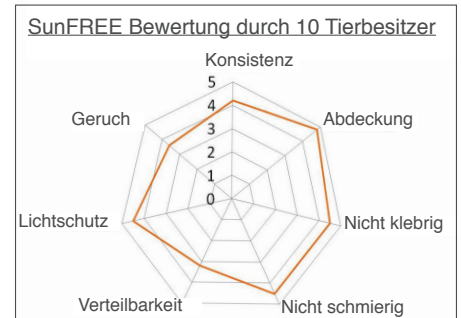 SunFREE Bewertung durch 10 Tierbesitzer
Konsistenz
5
4
3
2
1
0
Geruch
Abdeckung
Lichtschutz
Nicht klebrig
Verteilbarkeit
Nicht schmierig